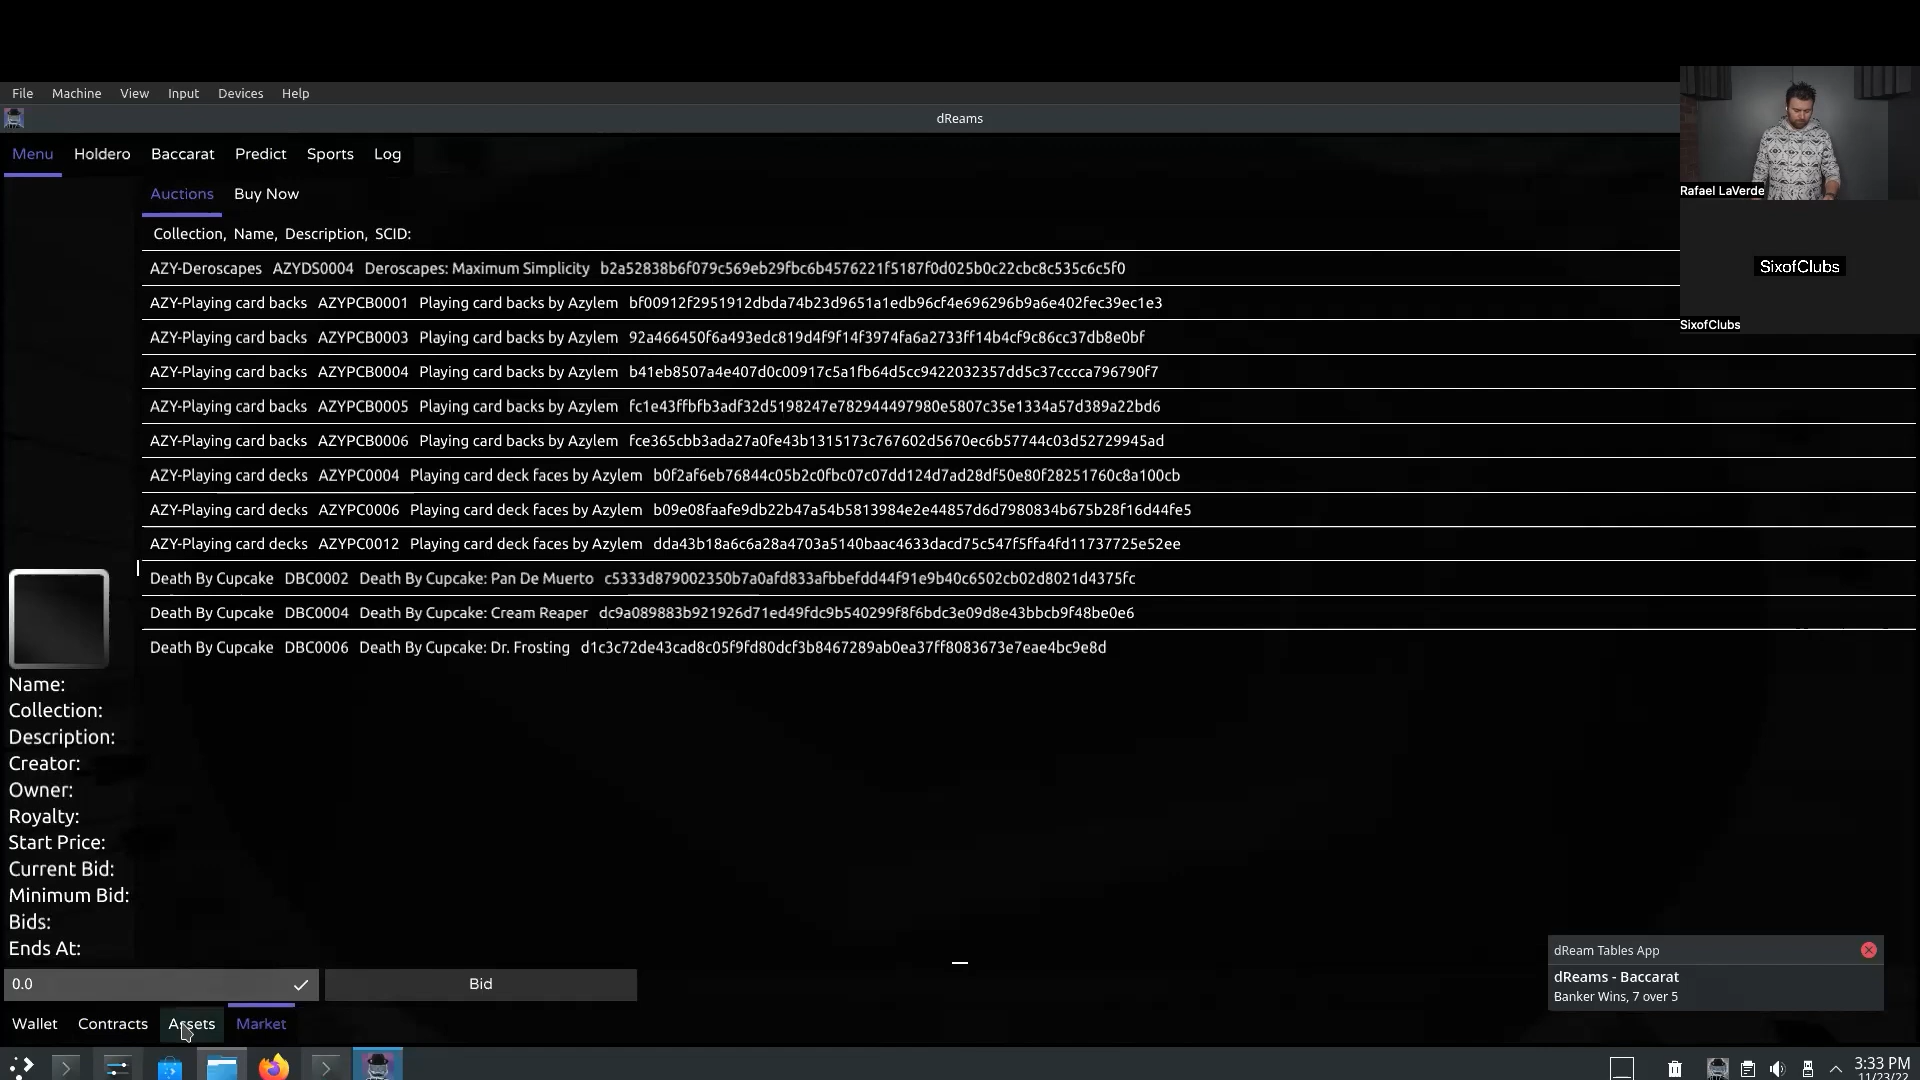 File Machine View Input Devices Help
dReams
Menu Holdero Baccarat Predict Sports Log
Auctions Buy Now
Collection, Name, Description, SCID:
AZY-Deroscapes AZYDS0004 Deroscapes: Maximum Simplicity b2a52838b6f079c569eb29fbc6b4576221f5187f0d025b0c22cbc8c535c6c5f0
AZY-Playing card backs AZYPCB0001 Playing card backs by Azylem bf00912f2951912dbda74b23d9651a1edb96cf4e696296b9a6e402fec39ec1e3
AZY-Playing card backs AZYPCB0003 Playing card backs by Azylem 92a466450f6a493edc819d4f9f14f3974fa6a2733ff14b4cf9c86cc37db8e0bf
AZY-Playing card backs AZYPCB0004 Playing card backs by Azylem b41eb8507a4e407d0c00917c5a1fb64d5cc9422032357dd5c37cccca796790f7
AZY-Playing card backs AZYPCB0005 Playing card backs by Azylem fc1e43ffbfb3adf32d5198247e782944497980e5807c35e1334a57d389a22bd6
AZY-Playing card backs AZYPCB0006 Playing card backs by Azylem fce365cbb3ada27a0fe43b1315173c767602d5670ec6b57744c03d52729945ad
AZY-Playing card decks AZYPC0004 Playing card deck faces by Azylem b0f2af6eb76844c05b2c0fbc07c07dd124d7ad28df50e80f28251760c8a100cb
AZY-Playing card decks AZYPC0006 Playing card deck faces by Azylem b09e08faafe9db22b47a54b5813984e2e44857d6d7980834b675b28f16d44fe5
AZY-Playing card decks AZYPC0012 Playing card deck faces by Azylem dda43b18a6c6a28a4703a5140baac4633dacd75c547f5ffa4fd11737725e52ee
Death By Cupcake DBC0002 Death By Cupcake: Pan De Muerto c5333d879002350b7a0afd833afbbefdd44f91e9b40c6502cb02d8021d4375fc
Death By Cupcake DBC0004 Death By Cupcake: Cream Reaper dc9a089883b921926d71ed49fdc9b540299f8f6bdc3e09d8e43bbcb9f48be0e6
Death By Cupcake DBC0006 Death By Cupcake: Dr. Frosting d1c3c72de43cad8c05f9fd80dcf3b8467289ab0ea37ff8083673e7eae4bc9e8d
Rafael LaVerde
SixofClubs
SixofClubs
Name:
Collection:
Description:
Creator:
Owner:
Royalty:
Start Price:
Current Bid:
Minimum Bid:
Bids:
Ends At:
0.0 Bid
Wallet Contracts Assets Market
dReam Tables App
dReams - Baccarat
Banker Wins, 7 over 5
3:33 PM
11/23/22